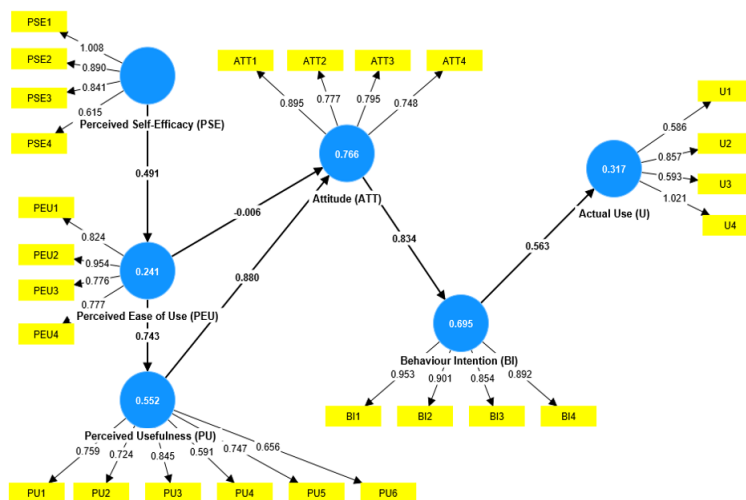 PSE1
1.008
PSE2
0.890
PSE3
0.841
0.615
PSE4
Perceived Self-Efficacy (PSE)
0.491
ATT1
ATT2
ATT3
ATT4
0.895
0.777
0.795
0.748
0.766
Attitude (ATT)
U1
0.586
U2
0.857
0.317
0.593
U3
1.021
U4
Actual Use (U)
PEU1
0.824
PEU2
0.954
0.241
PEU3
0.776
0.777
PEU4
Perceived Ease of Use (PEU)
-0.006
0.880
0.834
0.563
0.743
0.695
Behaviour Intention (BI)
0.953
0.901
0.854
0.892
BI1
BI2
BI3
BI4
0.552
Perceived Usefulness (PU)
0.759
0.724
0.845
0.591
0.747
0.656
PU1
PU2
PU3
PU4
PU5
PU6